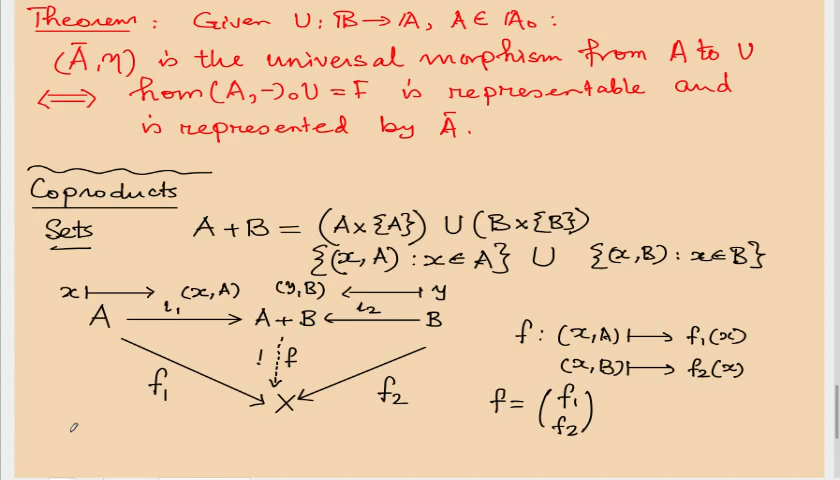 Theorem : Given U : 𝔹 → 𝔸, A ∈ 𝔸₀ :
(Ā, η) is the universal morphism from A to U
⟺ hom(A, −)∘U = F is representable and
is represented by Ā.
Coproducts
Sets A + B = (A × {A}) ∪ (B × {B})
{(x, A) : x ∈ A} ∪ {(x, B) : x ∈ B}
x ⟼ (x, A) (y, B) ⟻ y
A ι₁ A + B ι₂ B
f : (x, A) ⟼ f₁(x)
! f
(x, B) ⟼ f₂(x)
f₁ X f₂
f = (f₁
f₂)